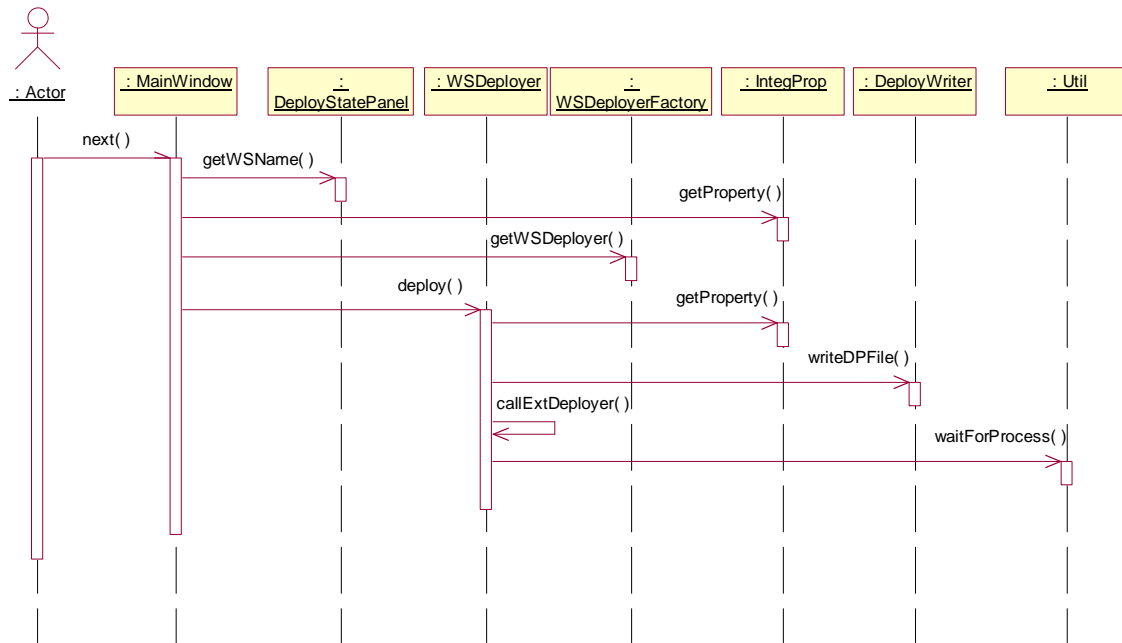 : Actor
: MainWindow
:
DeployStatePanel
: WSDeployer
:
WSDeployerFactory
: IntegProp
: DeployWriter
: Util
next( )
getWSName( )
getProperty( )
getWSDeployer( )
deploy( )
getProperty( )
writeDPFile( )
callExtDeployer( )
waitForProcess( )